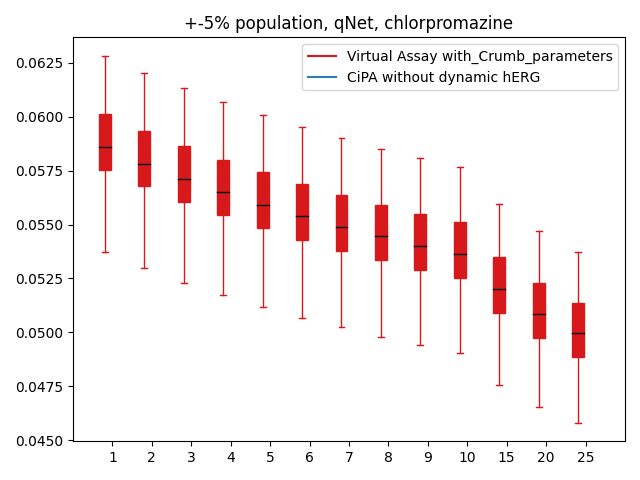 +-5% population, qNet, chlorpromazine
Virtual Assay with_Crumb_parameters
CiPA without dynamic hERG
0.0625
0.0600
0.0575
0.0550
0.0525
0.0500
0.0475
0.0450
1 2 3 4 5 6 7 8 9 10 15 20 25